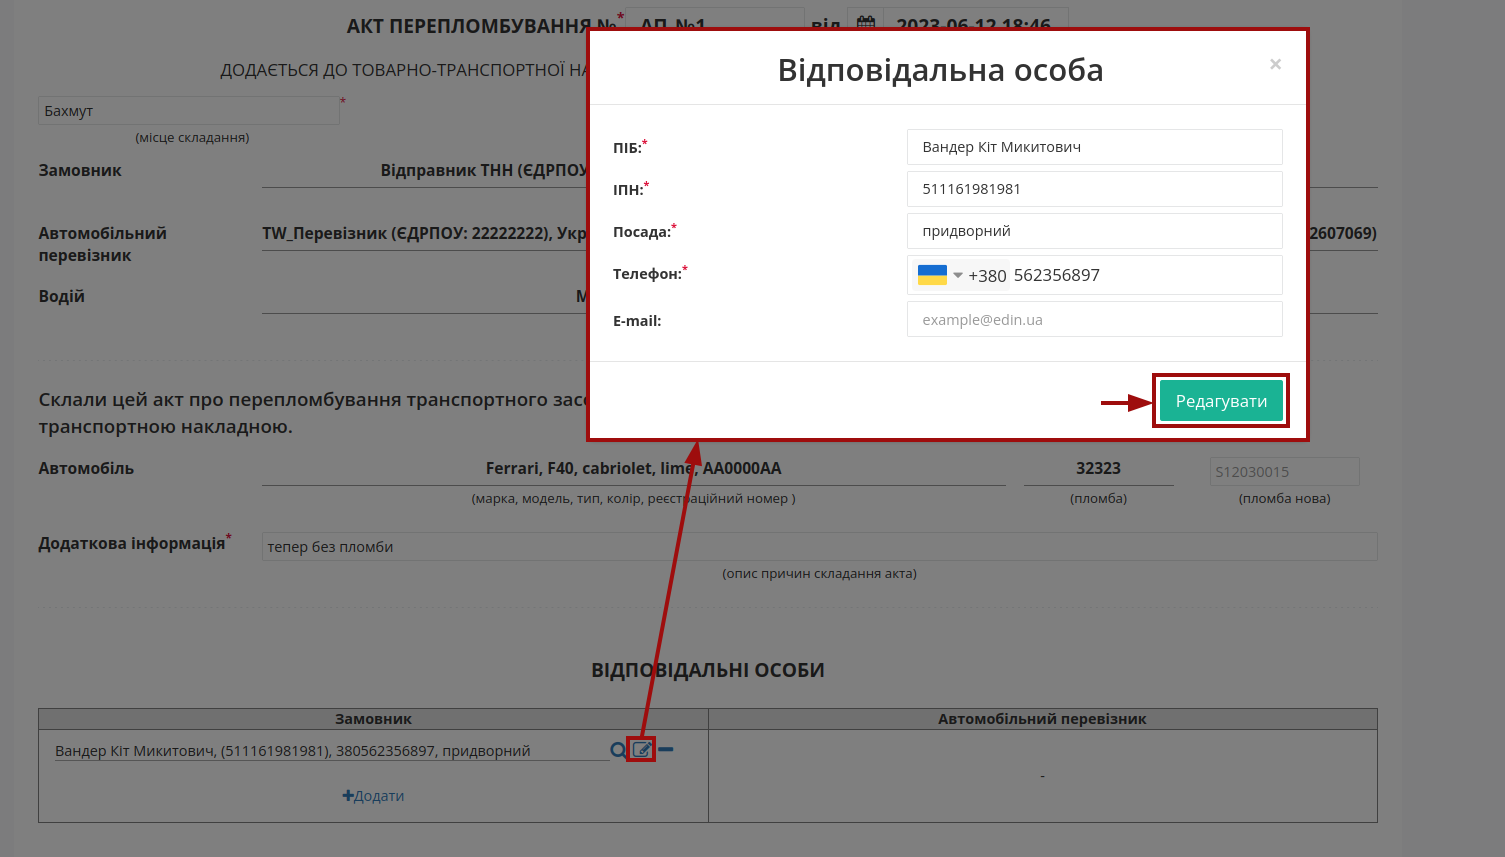 АКТ ПЕРЕПЛОМБУВАННЯ №* АП_№1 від 2023-06-12 18:46
ДОДАЄТЬСЯ ДО ТОВАРНО-ТРАНСПОРТНОЇ НА
Бахмут *
(місце складання)
Замовник Відправник ТНН (ЄДРПОУ
Автомобільний перевізник TW_Перевізник (ЄДРПОУ: 22222222), Укр 2607069)
Водій М
Відповідальна особа ×
ПІБ:* Вандер Кіт Микитович
ІПН:* 511161981981
Посада:* придворний
Телефон:* +380 562356897
E-mail: example@edin.ua
Редагувати
Склали цей акт про перепломбування транспортного зас
транспортною накладною.
Автомобіль Ferrari, F40, cabriolet, lime, AA0000AA 32323 S12030015
(марка, модель, тип, колір, реєстраційний номер ) (пломба) (пломба нова)
Додаткова інформація* тепер без пломби
(опис причин складання акта)
ВІДПОВІДАЛЬНІ ОСОБИ
Замовник Автомобільний перевізник
Вандер Кіт Микитович, (511161981981), 380562356897, придворний
-
Додати